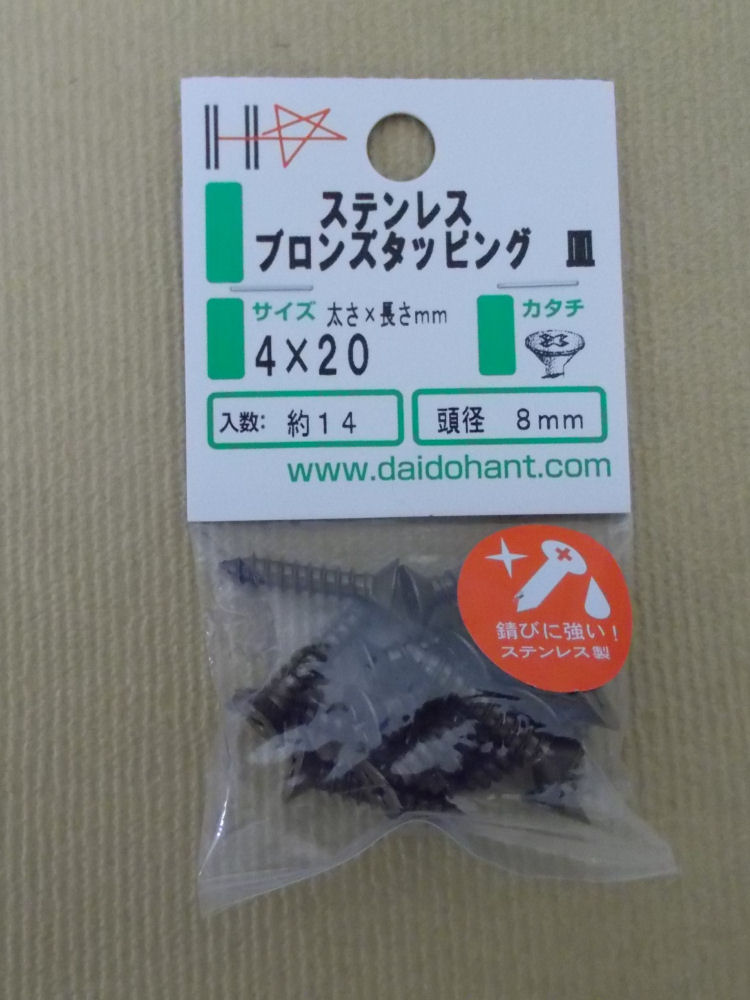 H
ステンレス
ブロンズタッピング 皿
サイズ 太さ×長さmm
4×20
カタチ
入数: 約14
頭径 8mm
www.daidohant.com
錆びに強い!
ステンレス製